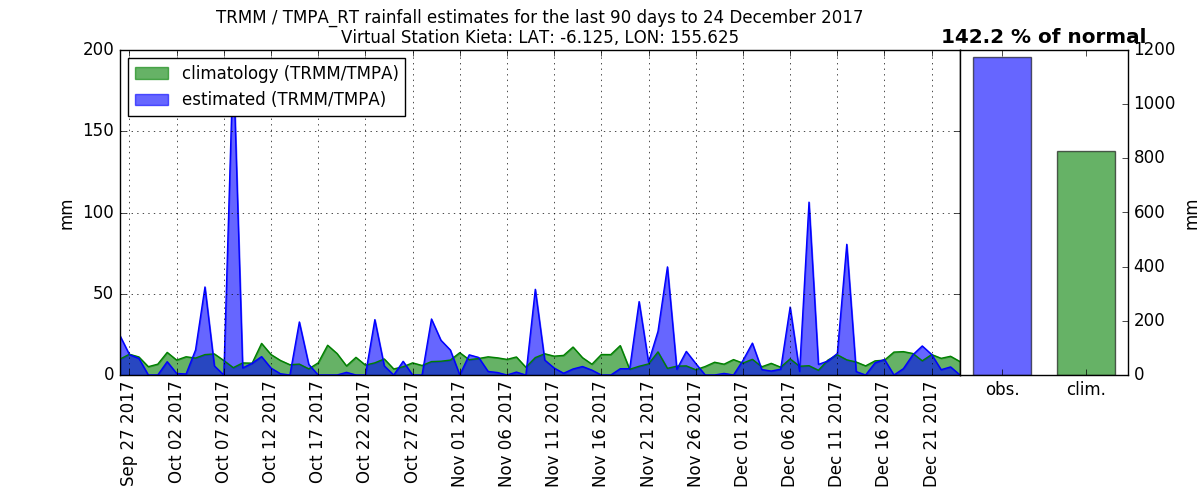 TRMM / TMPA_RT rainfall estimates for the last 90 days to 24 December 2017
Virtual Station Kieta: LAT: -6.125, LON: 155.625
142.2 % of normal
climatology (TRMM/TMPA)
estimated (TRMM/TMPA)
200
150
100
50
0
mm
1200
1000
800
600
400
200
0
mm
Sep 27 2017
Oct 02 2017
Oct 07 2017
Oct 12 2017
Oct 17 2017
Oct 22 2017
Oct 27 2017
Nov 01 2017
Nov 06 2017
Nov 11 2017
Nov 16 2017
Nov 21 2017
Nov 26 2017
Dec 01 2017
Dec 06 2017
Dec 11 2017
Dec 16 2017
Dec 21 2017
obs.
clim.